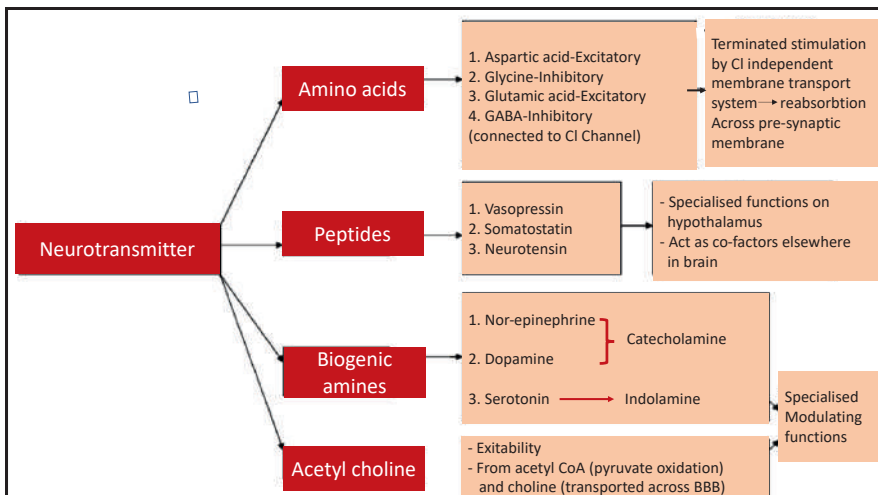 Neurotransmitter
Amino acids
1. Aspartic acid-Excitatory
2. Glycine-Inhibitory
3. Glutamic acid-Excitatory
4. GABA-Inhibitory
(connected to Cl Channel)
Terminated stimulation
by Cl independent
membrane transport
system → reabsorbtion
Across pre-synaptic
membrane
Peptides
1. Vasopressin
2. Somatostatin
3. Neurotensin
- Specialised functions on
hypothalamus
- Act as co-factors elsewhere
in brain
Biogenic
amines
1. Nor-epinephrine
2. Dopamine
Catecholamine
3. Serotonin → Indolamine
Acetyl choline
- Exitability
- From acetyl CoA (pyruvate oxidation)
and choline (transported across BBB)
Specialised
Modulating
functions